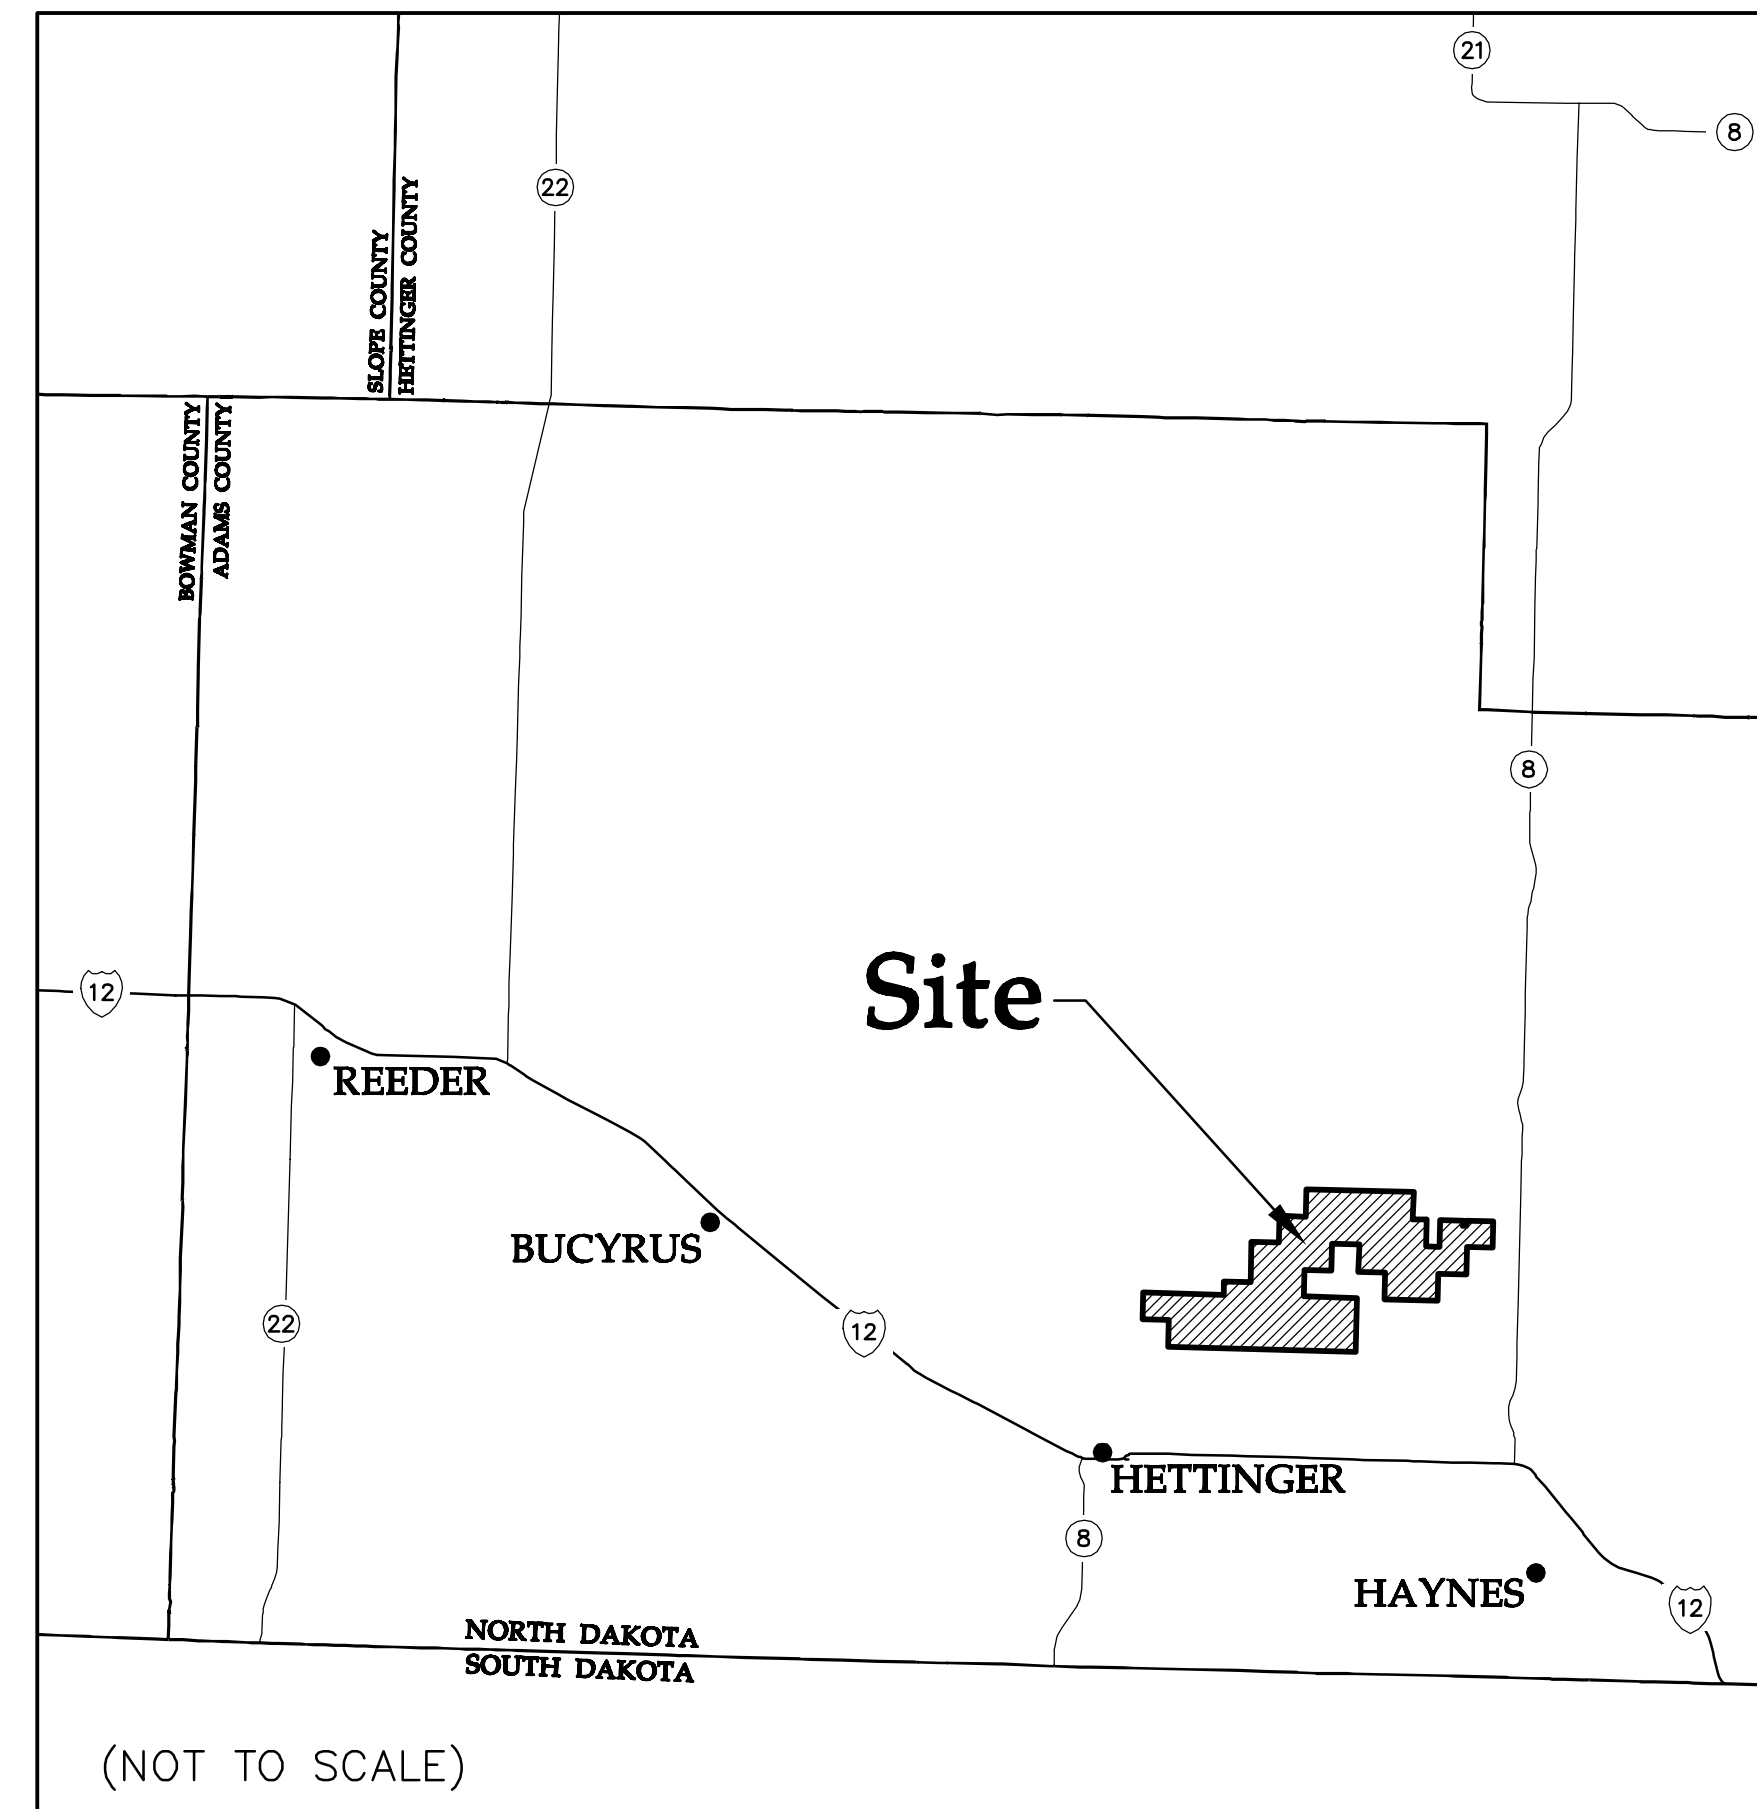 21
8
22
SLOPE COUNTY
HETTINGER COUNTY
BOWMAN COUNTY
ADAMS COUNTY
8
Site
12
REEDER
BUCYRUS
22
12
HETTINGER
8
HAYNES
12
NORTH DAKOTA
SOUTH DAKOTA
(NOT TO SCALE)